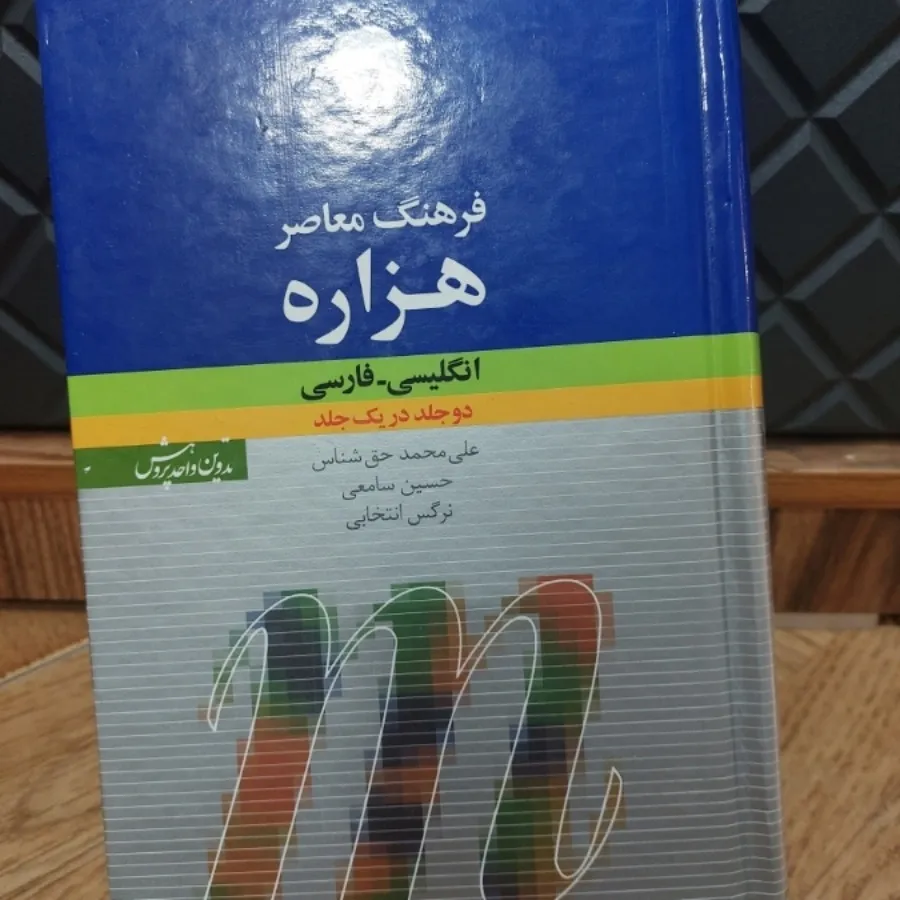 فرهنگ معاصر
هزاره
انگلیسی-فارسی
دو جلد در یک جلد
علی‌محمد حق‌شناس
حسین سامعی
نرگس انتخابی
تدوین واحد پژوهش
m